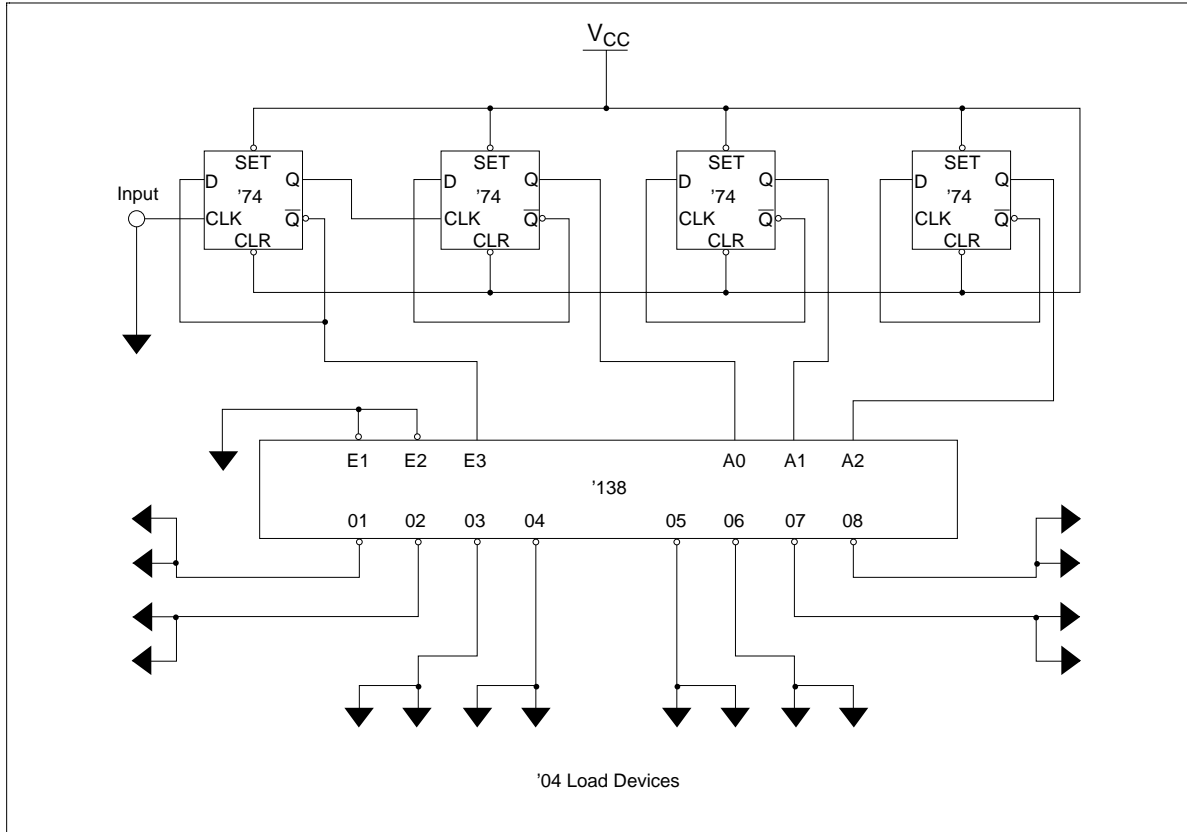 VCC
SET SET SET SET
D Q D Q D Q D Q
Input
'74 '74 '74 '74
CLK Q CLK Q CLK Q CLK Q
CLR CLR CLR CLR
E1 E2 E3 A0 A1 A2
'138
01 02 03 04 05 06 07 08
'04 Load Devices